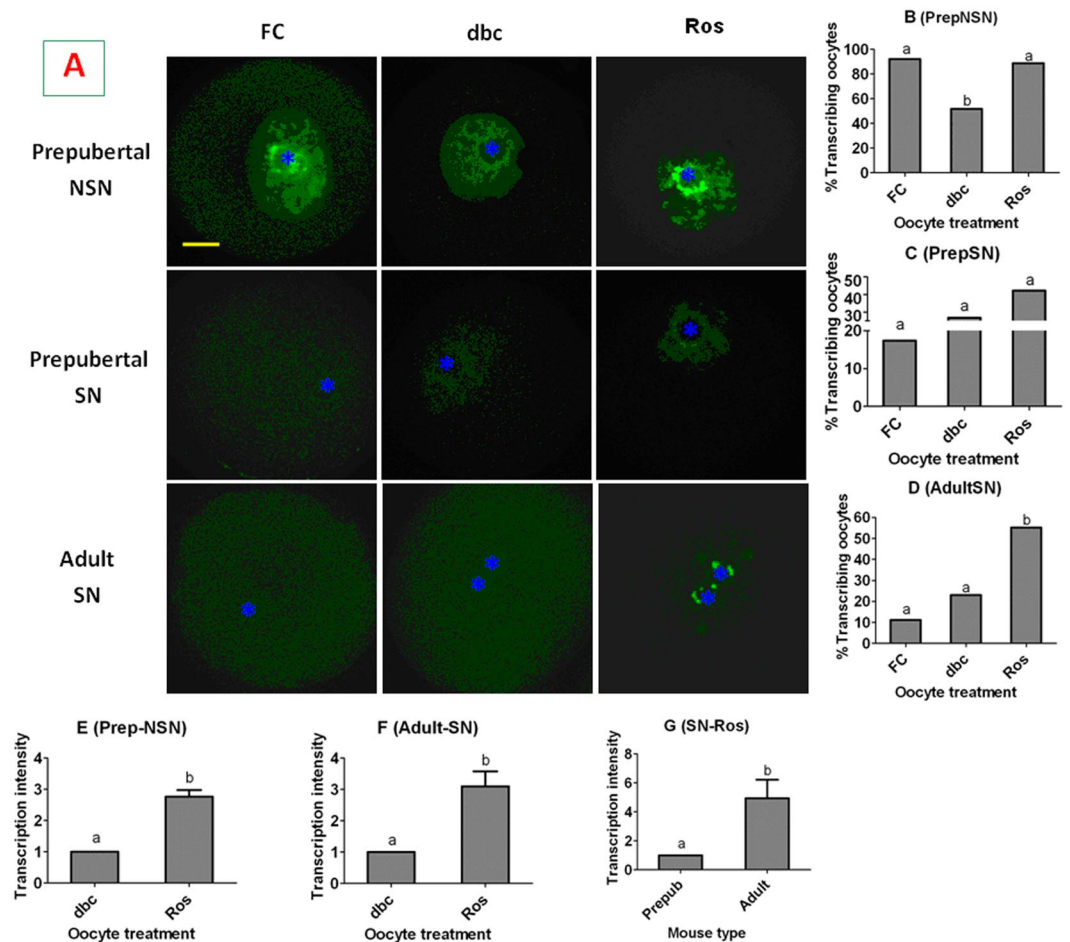 A
FC
dbc
Ros
Prepubertal
NSN
Prepubertal
SN
Adult
SN
B (PrepNSN)
% Transcribing oocytes
100
80
60
40
20
0
a
b
a
FC
dbc
Ros
Oocyte treatment
C (PrepSN)
% Transcribing oocytes
50
40
30
20
10
0
a
a
a
FC
dbc
Ros
Oocyte treatment
D (AdultSN)
% Transcribing oocytes
60
50
40
30
20
10
0
a
a
b
FC
dbc
Ros
Oocyte treatment
E (Prep-NSN)
Transcription intensity
4
3
2
1
0
a
b
dbc
Ros
Oocyte treatment
F (Adult-SN)
Transcription intensity
4
3
2
1
0
a
b
dbc
Ros
Oocyte treatment
G (SN-Ros)
Transcription intensity
8
6
4
2
0
a
b
Prepub
Adult
Mouse type